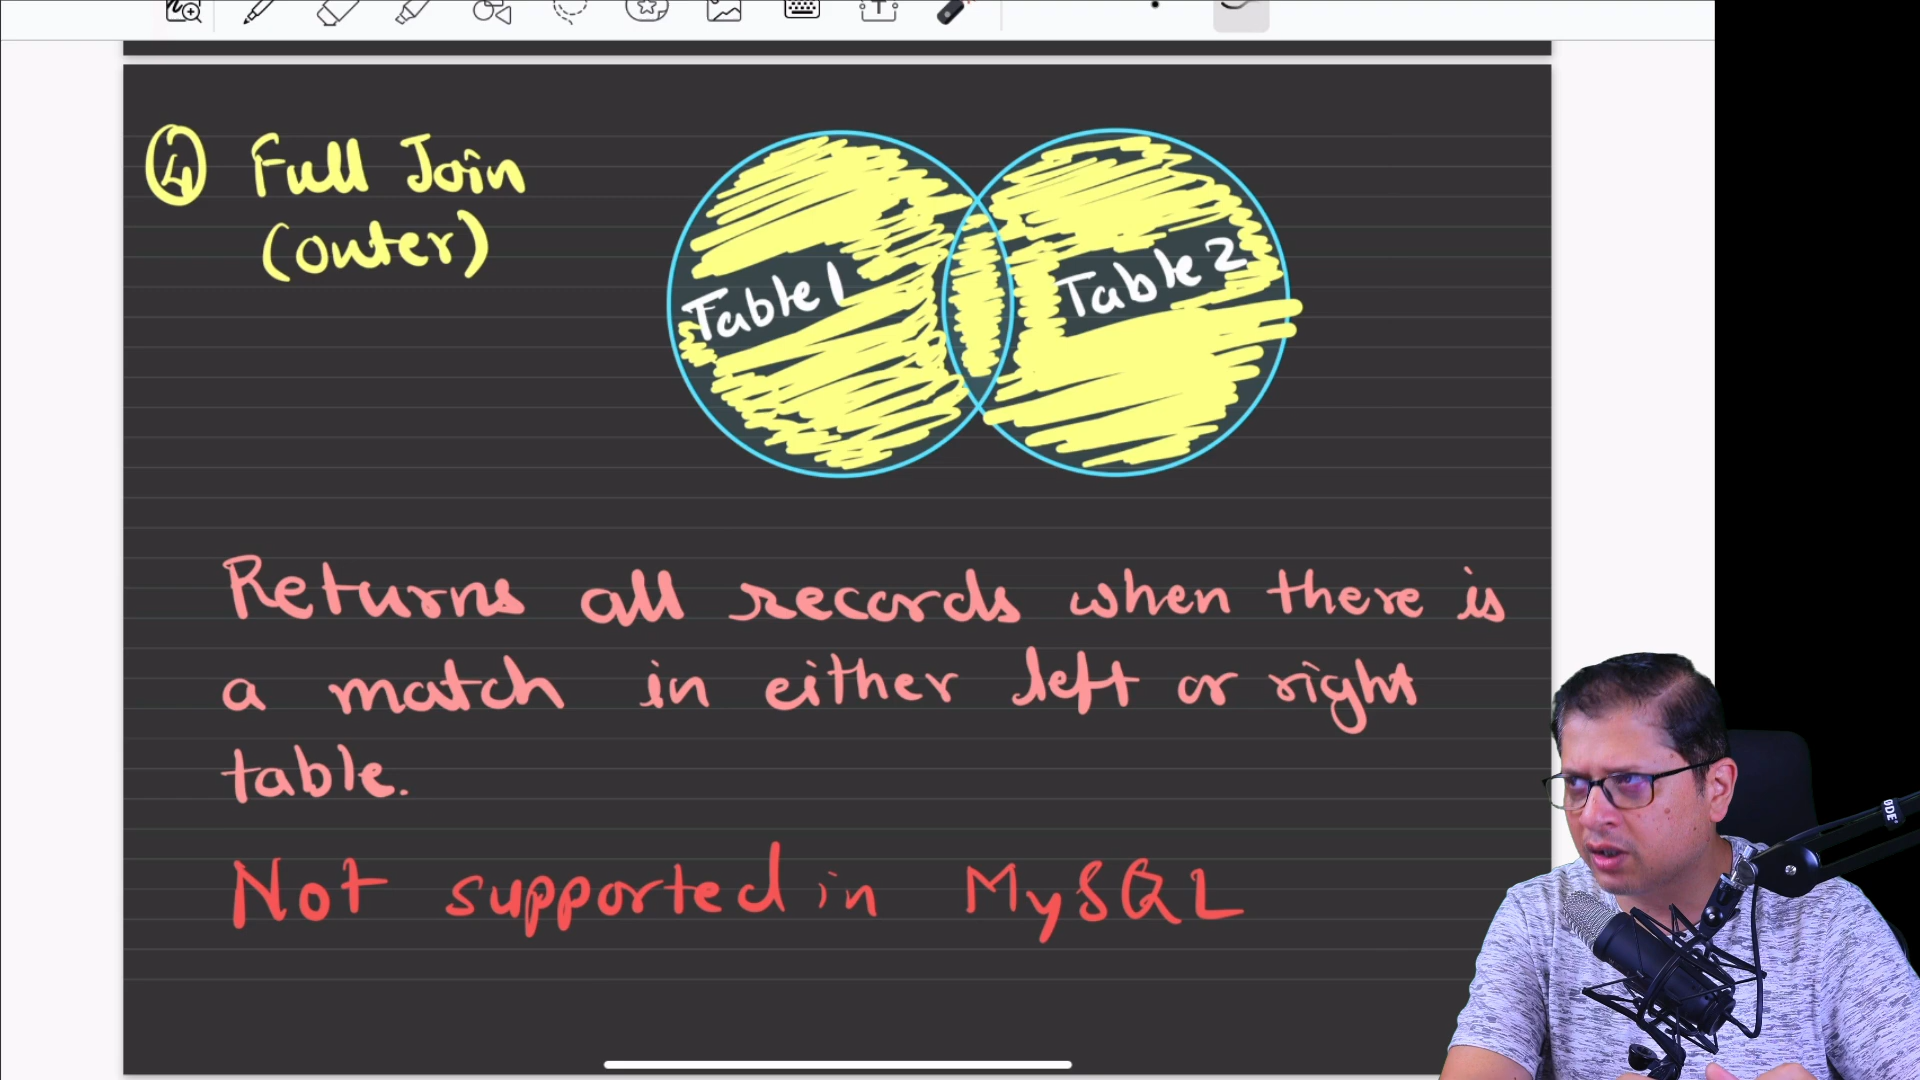 4 Full Join
(outer)
Table 1
Table 2
Returns all records when there is
a match in either left or right
table.
Not supported in MySQL